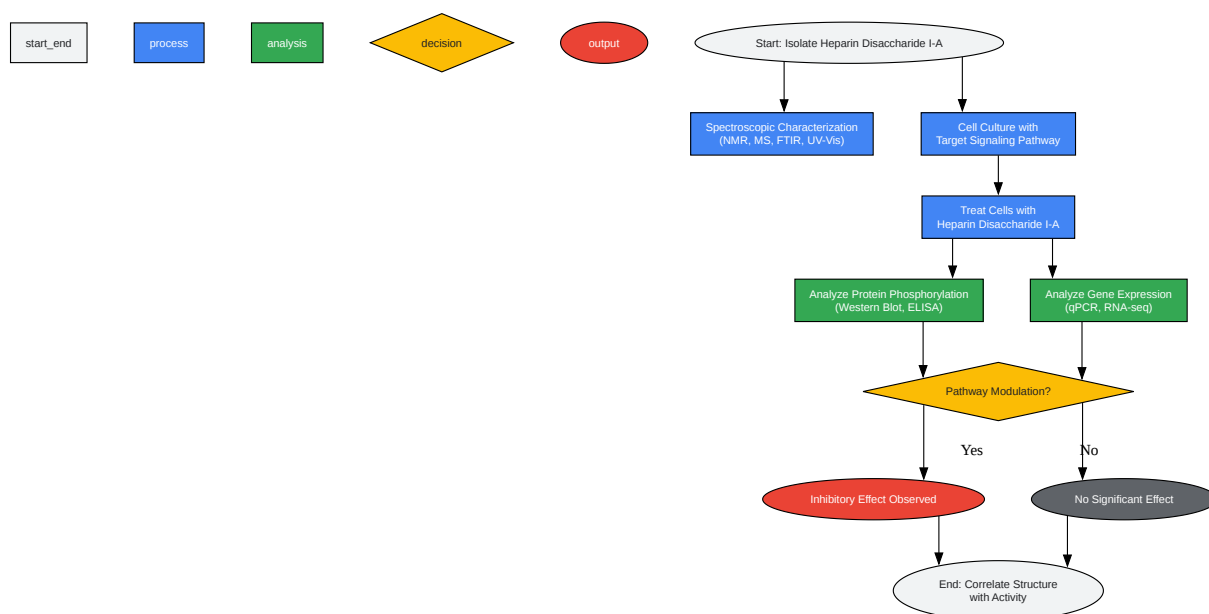 start_end
process
analysis
decision
output
Start: Isolate Heparin Disaccharide I-A
Spectroscopic Characterization
(NMR, MS, FTIR, UV-Vis)
Cell Culture with
Target Signaling Pathway
Treat Cells with
Heparin Disaccharide I-A
Analyze Protein Phosphorylation
(Western Blot, ELISA)
Analyze Gene Expression
(qPCR, RNA-seq)
Pathway Modulation?
Yes
No
Inhibitory Effect Observed
No Significant Effect
End: Correlate Structure
with Activity